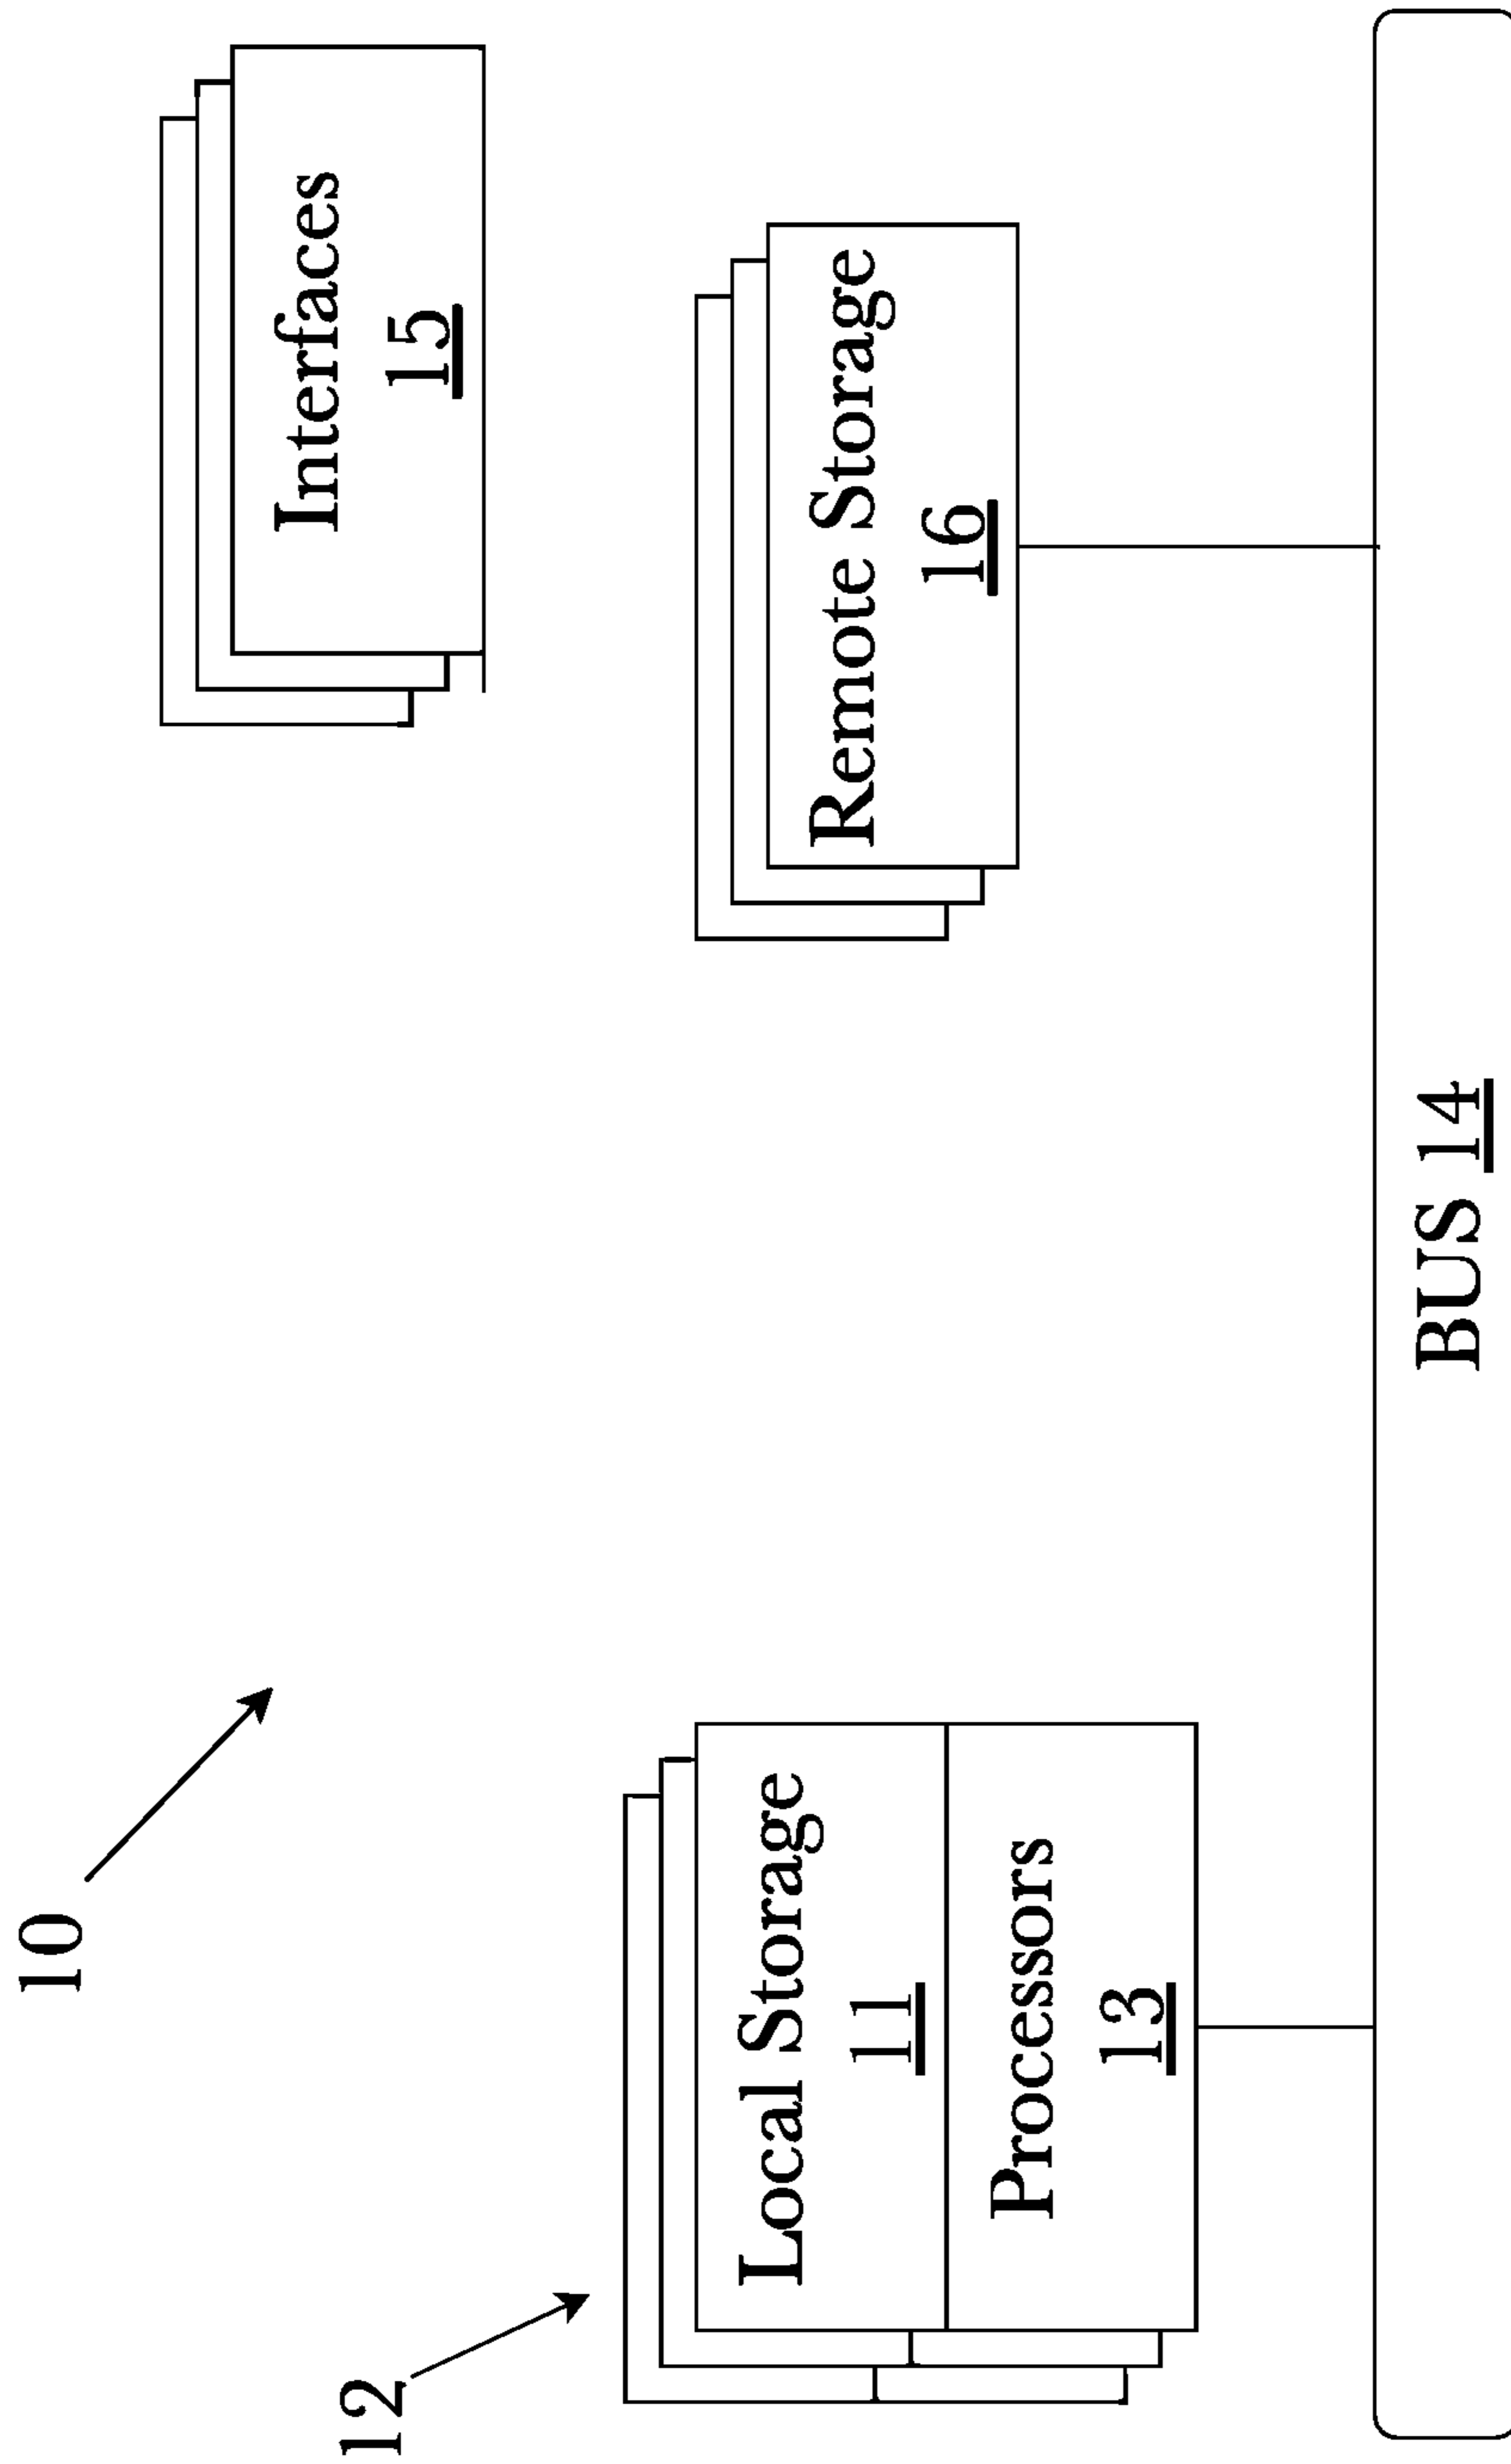 10
12
Interfaces
15
Local Storage
11
Remote Storage
16
Processors
13
BUS 14